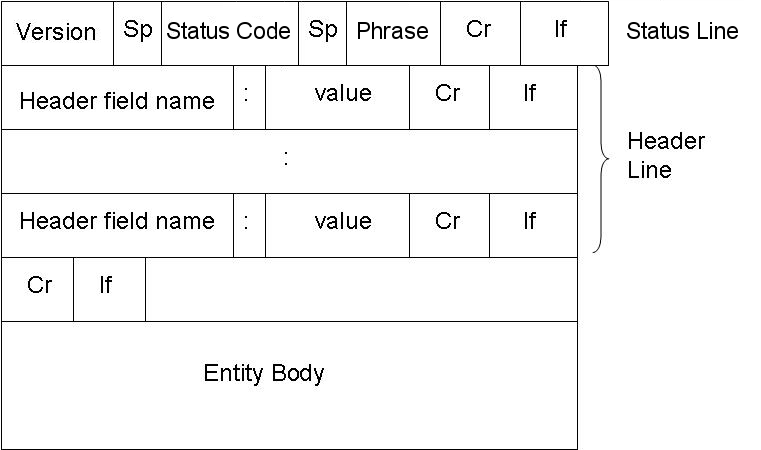 Version Sp Status Code Sp Phrase Cr lf Status Line
Header field name : value Cr lf
:
Header Line
Header field name : value Cr lf
Cr lf
Entity Body